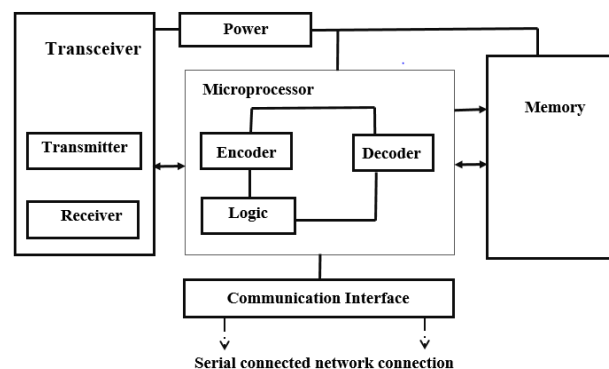 Power
Transceiver
Microprocessor
Memory
Transmitter
Encoder
Decoder
Receiver
Logic
Communication Interface
Serial connected network connection